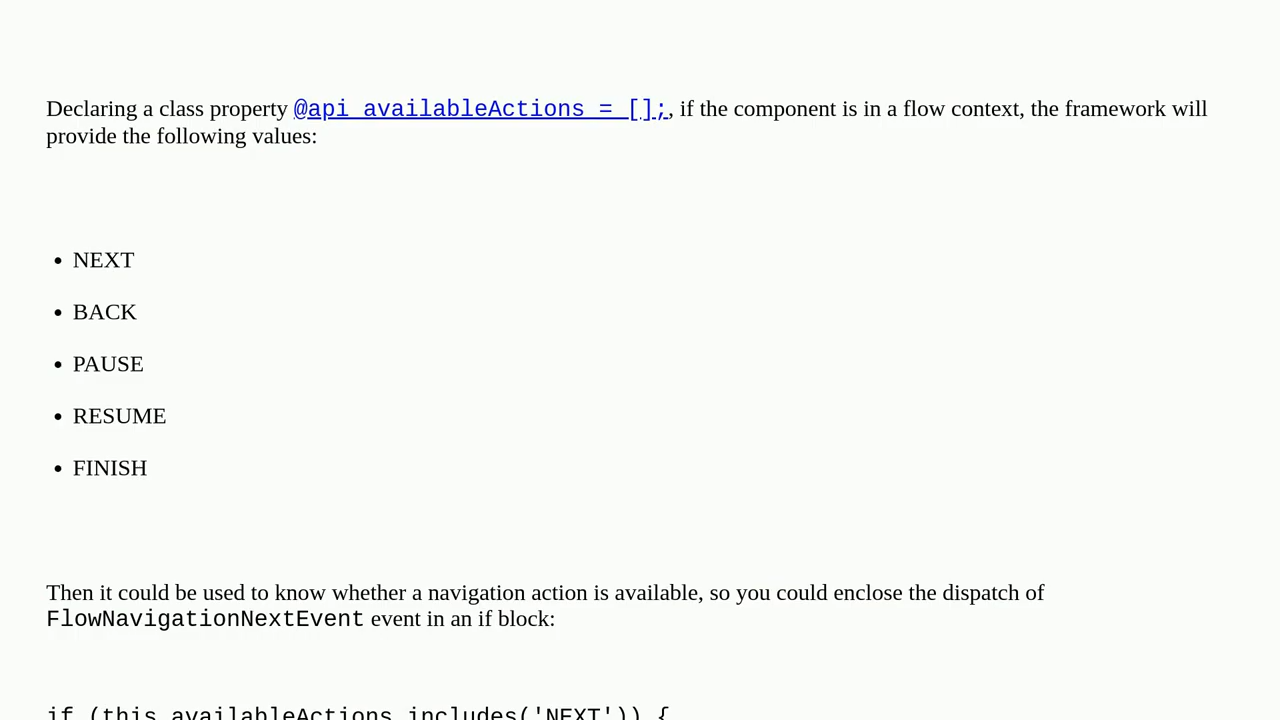 Declaring a class property @api availableActions = [];, if the component is in a flow context, the framework will
provide the following values:
• NEXT
• BACK
• PAUSE
• RESUME
• FINISH
Then it could be used to know whether a navigation action is available, so you could enclose the dispatch of
FlowNavigationNextEvent event in an if block:
if (this.availableActions.includes('NEXT')) {